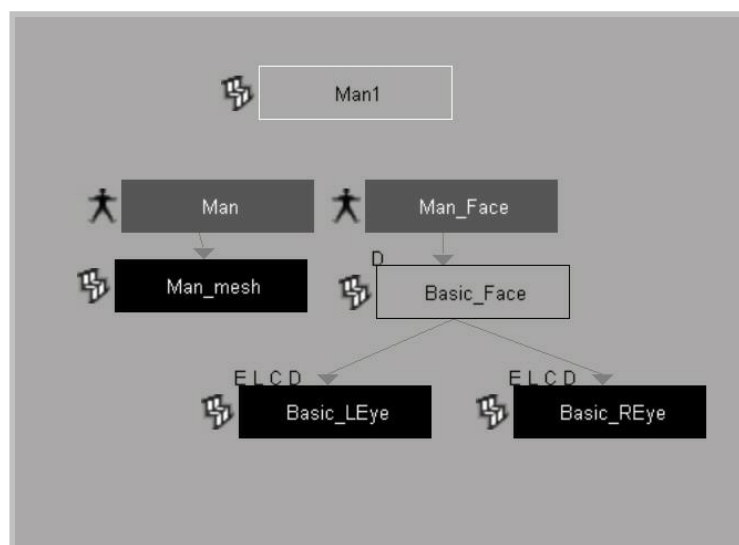 Man1
Man Man_Face
D
Man_mesh Basic_Face
E L C D E L C D
Basic_LEye Basic_REye